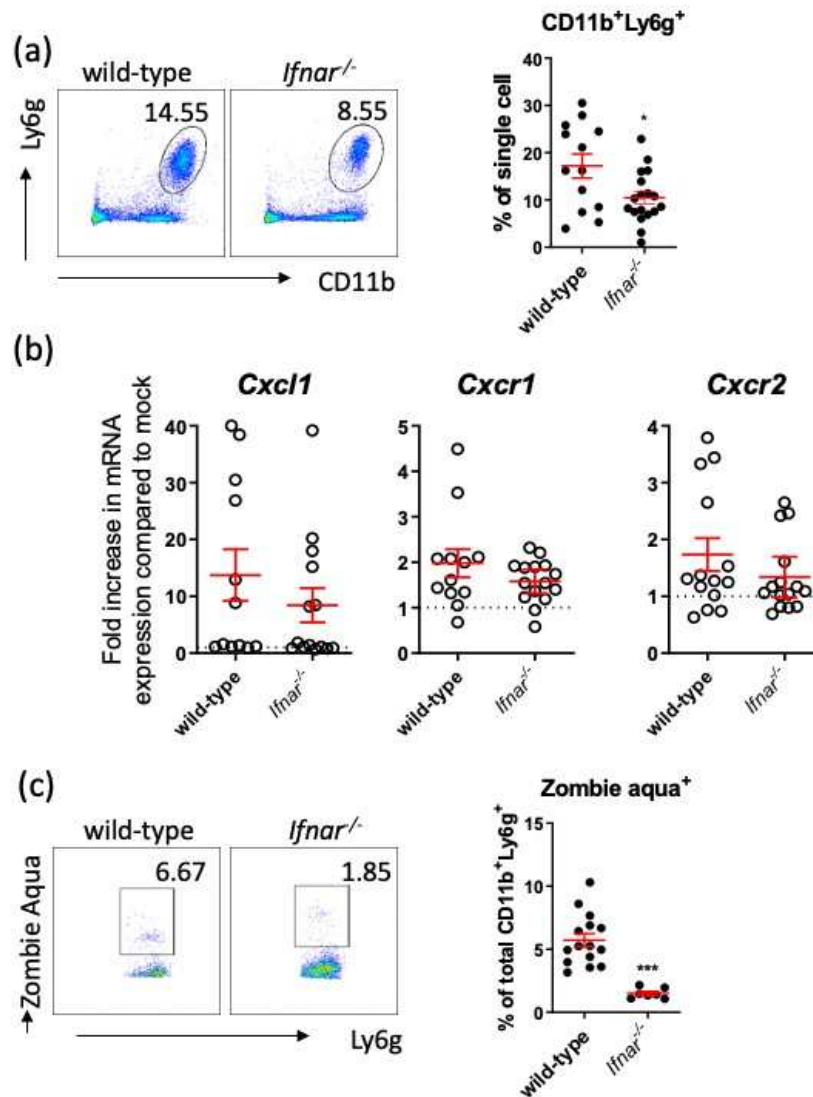 (a)
wild-type
Ifnar-/-
Ly6g
14.55
8.55
CD11b
CD11b+Ly6g+
% of single cell
40
30
20
10
0
*
wild-type
Ifnar-/-
(b)
Fold increase in mRNA
expression compared to mock
Cxcl1
40
30
20
10
0
wild-type
Ifnar-/-
Cxcr1
5
4
3
2
1
0
wild-type
Ifnar-/-
Cxcr2
4
3
2
1
0
wild-type
Ifnar-/-
(c)
wild-type
Ifnar-/-
Zombie Aqua
6.67
1.85
Ly6g
Zombie aqua+
% of total CD11b+Ly6g+
15
10
5
0
***
wild-type
Ifnar-/-